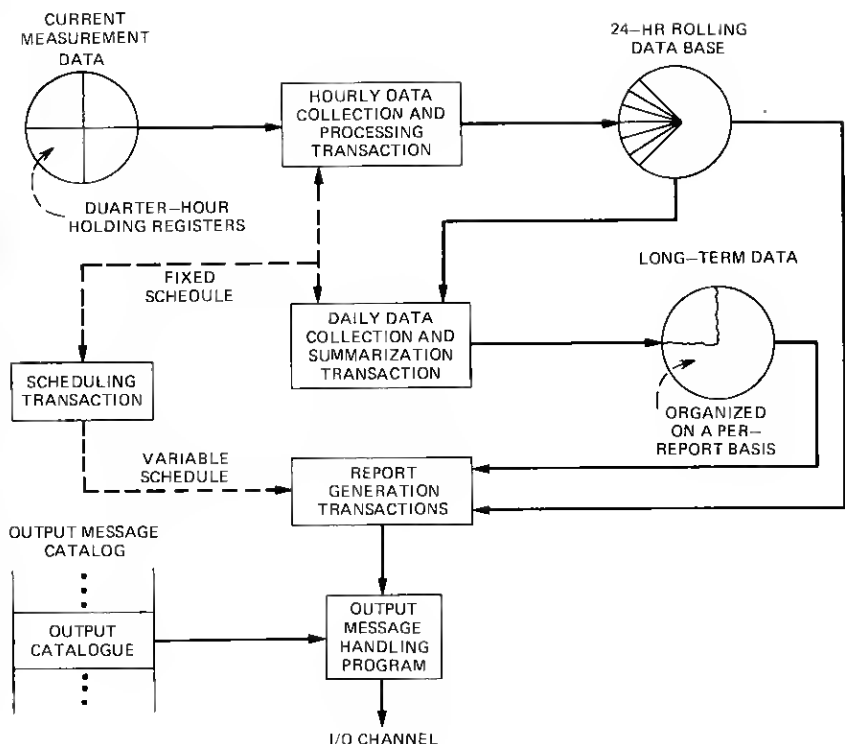 CURRENT
MEASUREMENT
DATA
24-HR ROLLING
DATA BASE
HOURLY DATA
COLLECTION AND
PROCESSING
TRANSACTION
DUARTER-HOUR
HOLDING REGISTERS
FIXED
SCHEDULE
LONG-TERM DATA
DAILY DATA
COLLECTION AND
SUMMARIZATION
TRANSACTION
SCHEDULING
TRANSACTION
ORGANIZED
ON A PER-
REPORT BASIS
VARIABLE
SCHEDULE
REPORT
GENERATION
TRANSACTIONS
OUTPUT MESSAGE
CATALOG
OUTPUT
CATALOGUE
OUTPUT
MESSAGE
HANDLING
PROGRAM
I/O CHANNEL